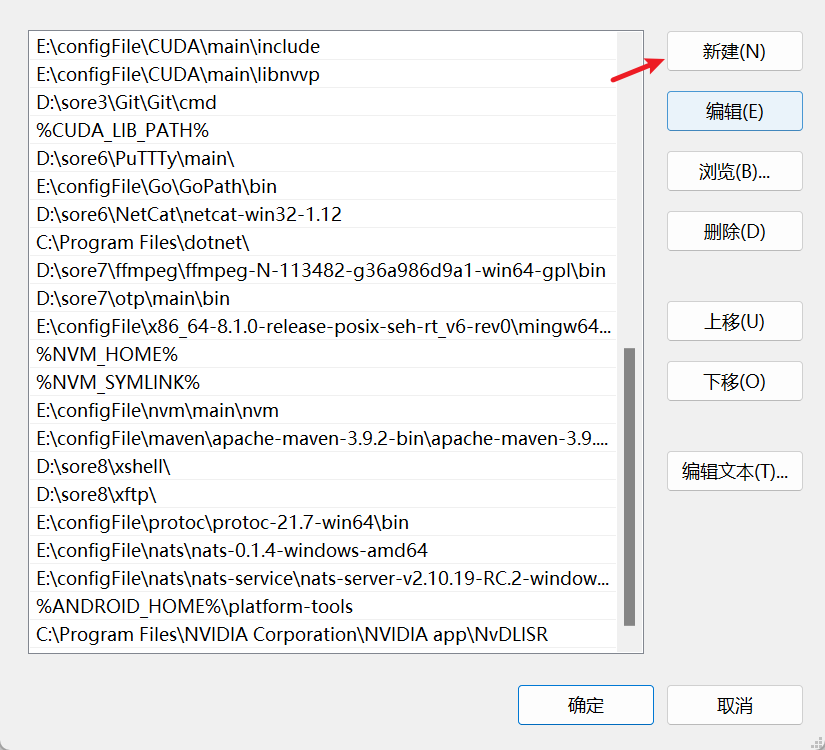 E:\configFile\CUDA\main\include
E:\configFile\CUDA\main\libnvvp
D:\sore3\Git\Git\cmd
%CUDA_LIB_PATH%
D:\sore6\PuTTTy\main\
E:\configFile\Go\GoPath\bin
D:\sore6\NetCat\netcat-win32-1.12
C:\Program Files\dotnet\
D:\sore7\ffmpeg\ffmpeg-N-113482-g36a986d9a1-win64-gpl\bin
D:\sore7\otp\main\bin
E:\configFile\x86_64-8.1.0-release-posix-seh-rt_v6-rev0\mingw64...
%NVM_HOME%
%NVM_SYMLINK%
E:\configFile\nvm\main\nvm
E:\configFile\maven\apache-maven-3.9.2-bin\apache-maven-3.9....
D:\sore8\xshell\
D:\sore8\xftp\
E:\configFile\protoc\protoc-21.7-win64\bin
E:\configFile\nats\nats-0.1.4-windows-amd64
E:\configFile\nats\nats-service\nats-server-v2.10.19-RC.2-window...
%ANDROID_HOME%\platform-tools
C:\Program Files\NVIDIA Corporation\NVIDIA app\NvDLISR
新建(N)
编辑(E)
浏览(B)...
删除(D)
上移(U)
下移(O)
编辑文本(T)...
确定
取消